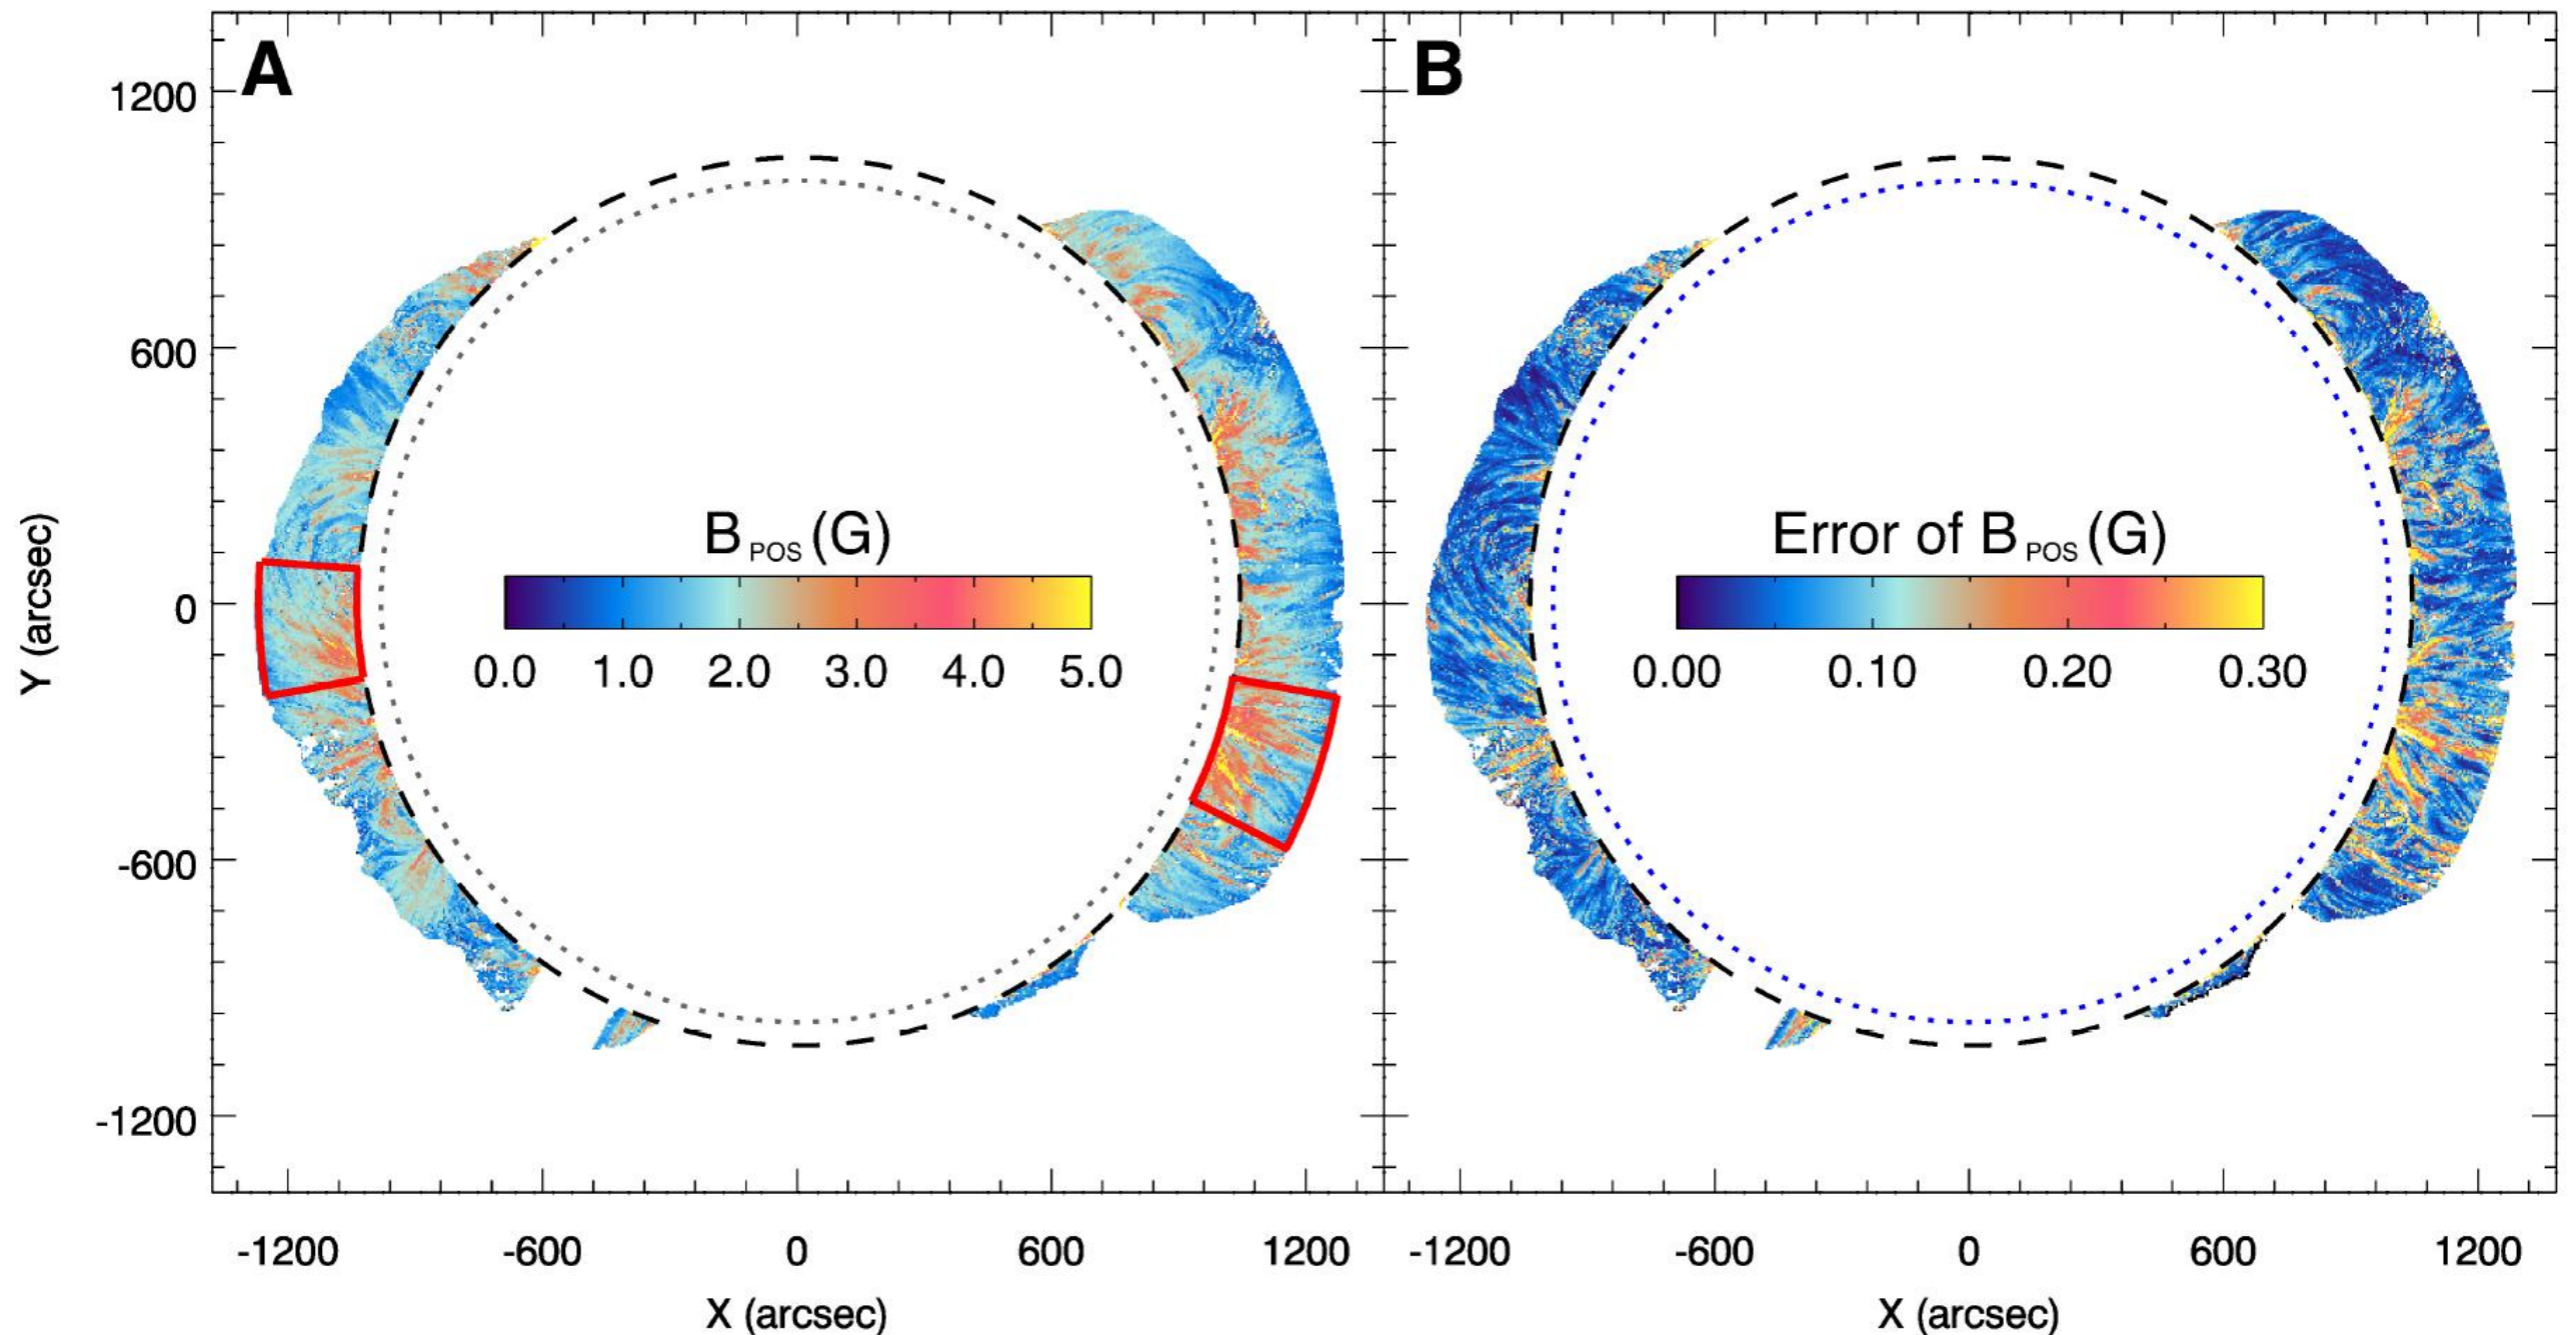 A
B
1200
600
0
-600
-1200
Y (arcsec)
B POS (G)
0.0 1.0 2.0 3.0 4.0 5.0
Error of B POS (G)
0.00 0.10 0.20 0.30
-1200 -600 0 600 1200
-1200 -600 0 600 1200
X (arcsec)
X (arcsec)